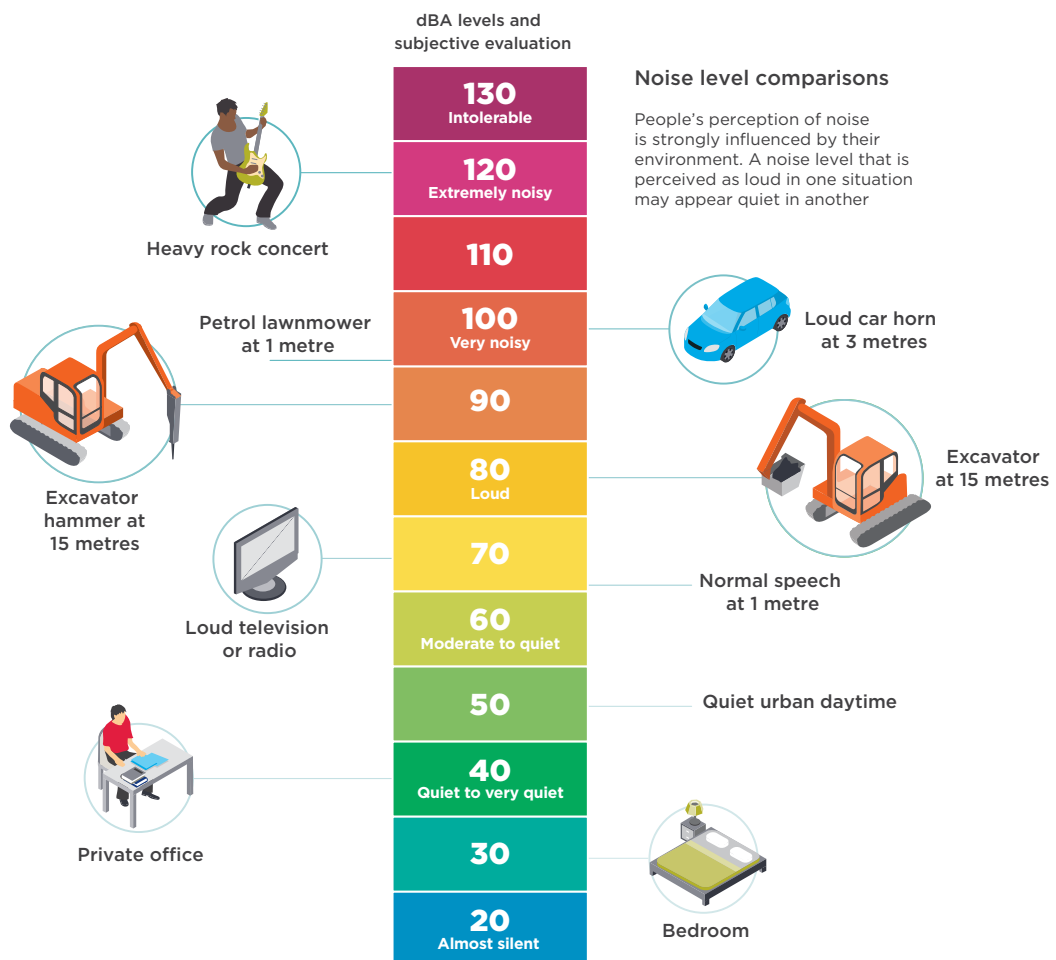 dBA levels and
subjective evaluation
130
Intolerable
Noise level comparisons
People's perception of noise
is strongly influenced by their
environment. A noise level that is
perceived as loud in one situation
may appear quiet in another
120
Extremely noisy
Heavy rock concert
110
Petrol lawnmower
at 1 metre
100
Very noisy
Loud car horn
at 3 metres
90
Excavator
hammer at
15 metres
80
Loud
Excavator
at 15 metres
70
Normal speech
at 1 metre
Loud television
or radio
60
Moderate to quiet
50
Quiet urban daytime
40
Quiet to very quiet
Private office
30
Bedroom
20
Almost silent